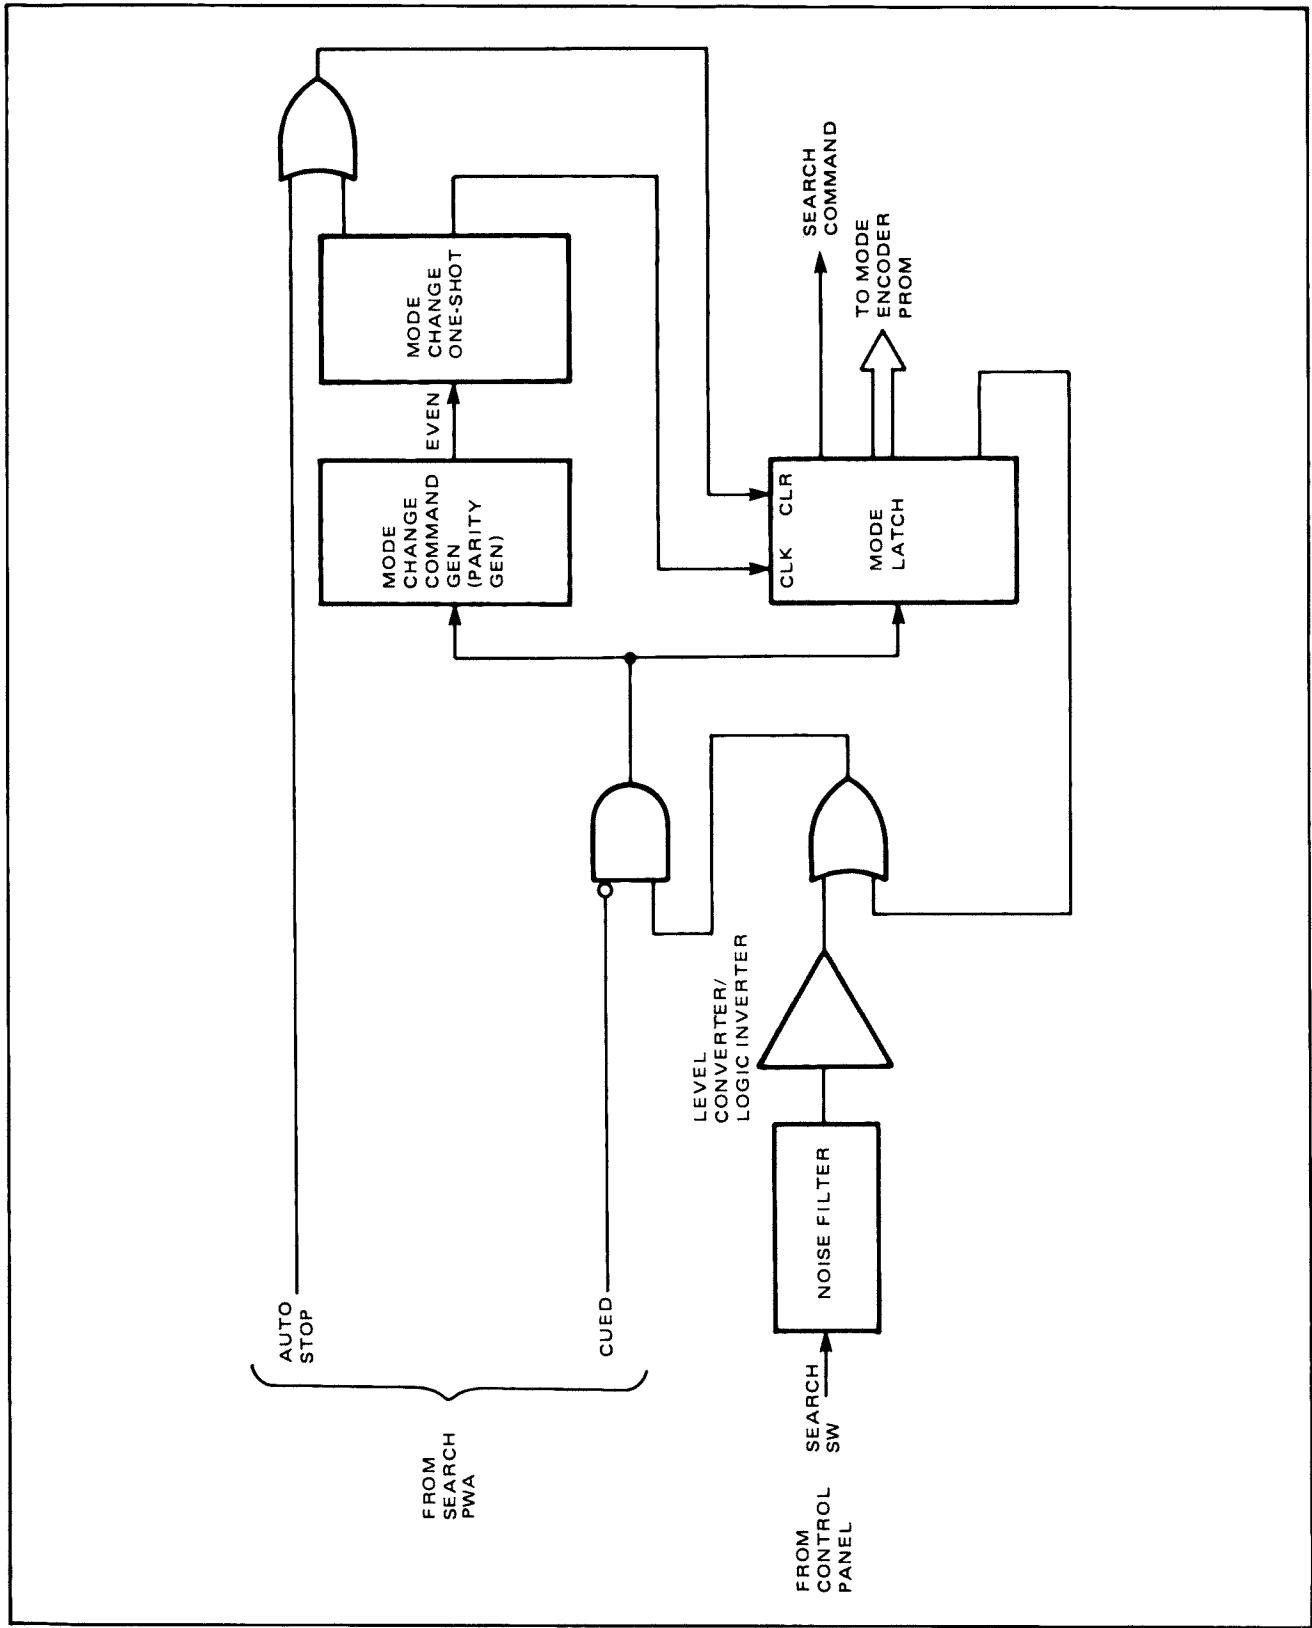 FROM
SEARCH
PWA
AUTO
STOP
CUED
FROM
CONTROL
PANEL
SEARCH
SW
NOISE FILTER
LEVEL
CONVERTER/
LOGIC INVERTER
MODE
CHANGE
COMMAND
GEN
(PARITY
GEN)
EVEN
MODE
CHANGE
ONE-SHOT
CLK
CLR
MODE
LATCH
SEARCH
COMMAND
TO MODE
ENCODER
PROM